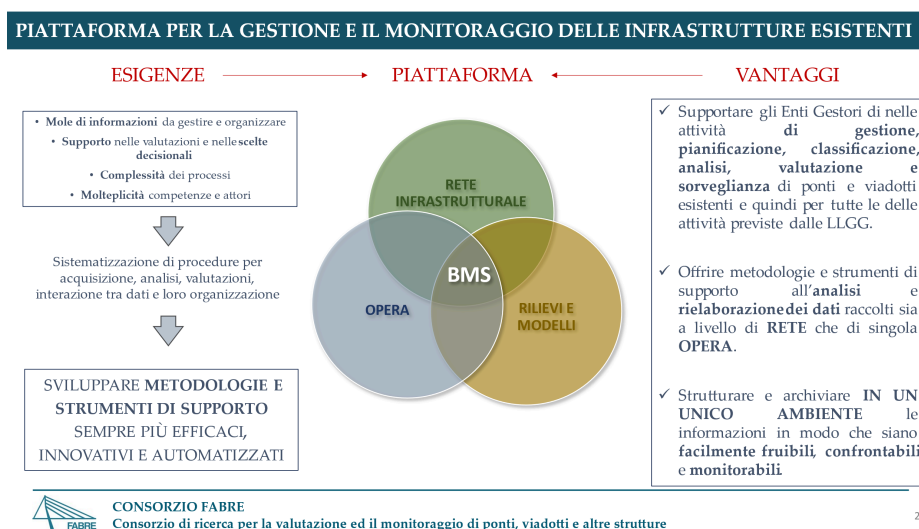 PIATTAFORMA PER LA GESTIONE E IL MONITORAGGIO DELLE INFRASTRUTTURE ESISTENTI
ESIGENZE
PIATTAFORMA
VANTAGGI
• Mole di informazioni da gestire e organizzare
• Supporto nelle valutazioni e nelle scelte
decisionali
• Complessità dei processi
• Molteplicità competenze e attori
Sistematizzazione di procedure per
acquisizione, analisi, valutazioni,
interazione tra dati e loro organizzazione
SVILUPPARE METODOLOGIE E
STRUMENTI DI SUPPORTO
SEMPRE PIÙ EFFICACI,
INNOVATIVI E AUTOMATIZZATI
RETE
INFRASTRUTTURALE
BMS
OPERA
RILIEVI E
MODELLI
✓ Supportare gli Enti Gestori di nelle
attività di gestione,
pianificazione, classificazione,
analisi, valutazione e
sorveglianza di ponti e viadotti
esistenti e quindi per tutte le delle
attività previste dalle LLGG.
✓ Offrire metodologie e strumenti di
supporto all'analisi e
rielaborazione dei dati raccolti sia
a livello di RETE che di singola
OPERA.
✓ Strutturare e archiviare IN UN
UNICO AMBIENTE le
informazioni in modo che siano
facilmente fruibili, confrontabili
e monitorabili.
FABRE
CONSORZIO FABRE
Consorzio di ricerca per la valutazione ed il monitoraggio di ponti, viadotti e altre strutture
2